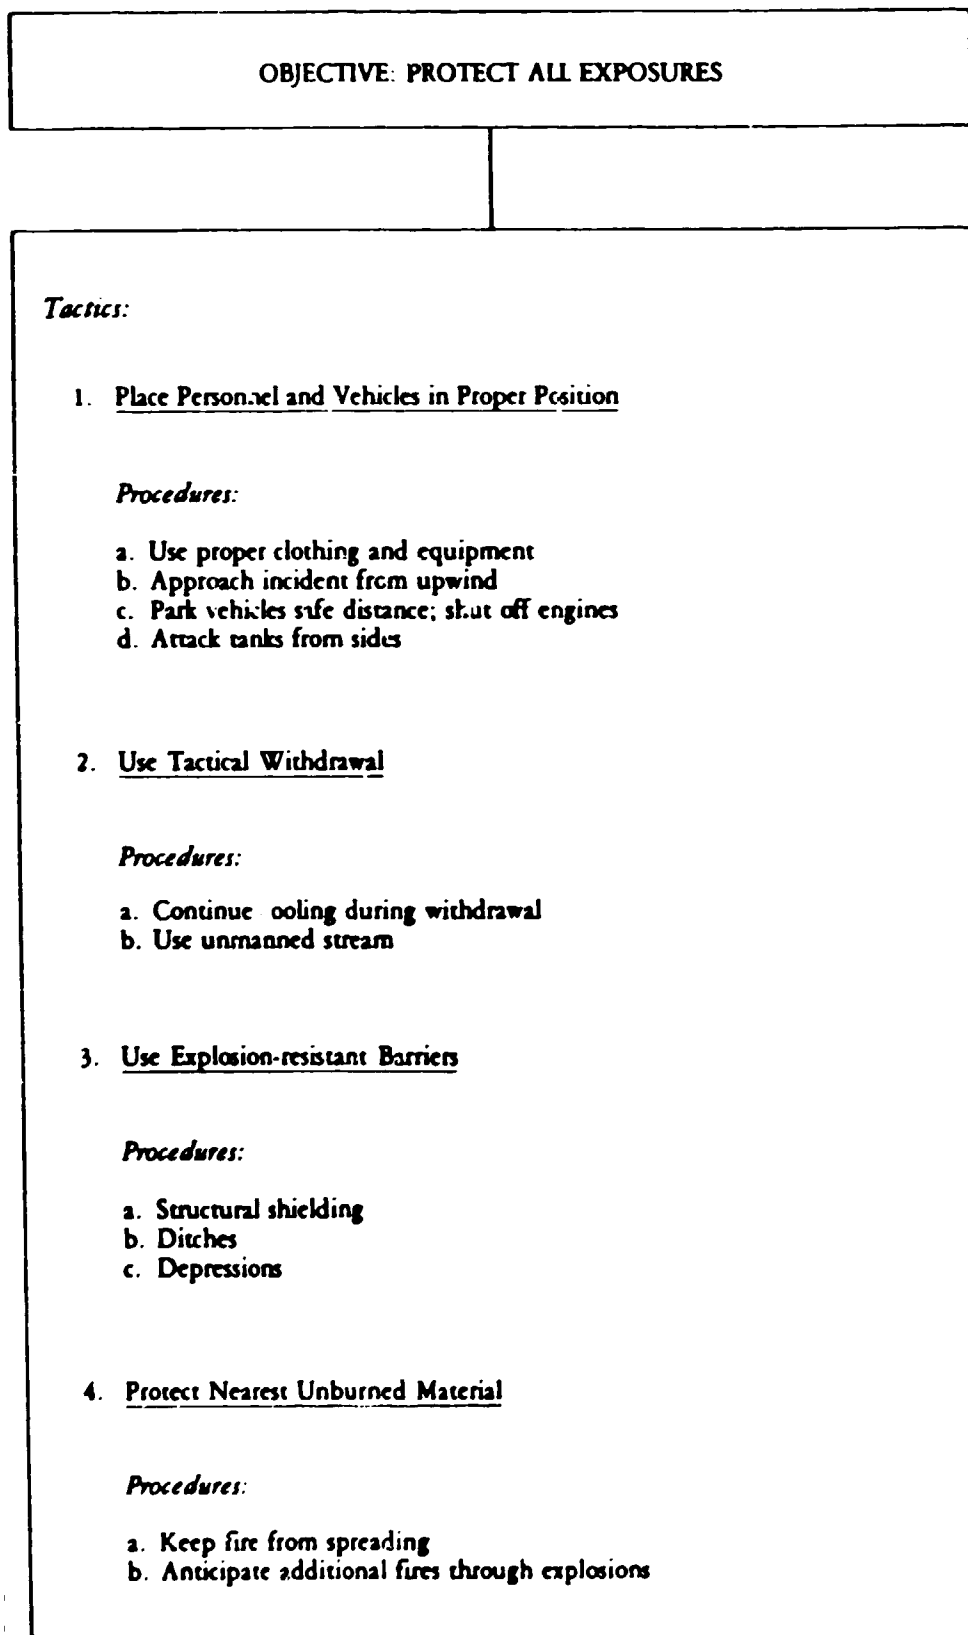 OBJECTIVE: PROTECT ALL EXPOSURES
Tactics:
1. Place Personnel and Vehicles in Proper Position
Procedures:
a. Use proper clothing and equipment
b. Approach incident from upwind
c. Park vehicles safe distance; shut off engines
d. Attack tanks from sides
2. Use Tactical Withdrawal
Procedures:
a. Continue ooling during withdrawal
b. Use unmanned stream
3. Use Explosion-resistant Barriers
Procedures:
a. Structural shielding
b. Ditches
c. Depressions
4. Protect Nearest Unburned Material
Procedures:
a. Keep fire from spreading
b. Anticipate additional fires through explosions